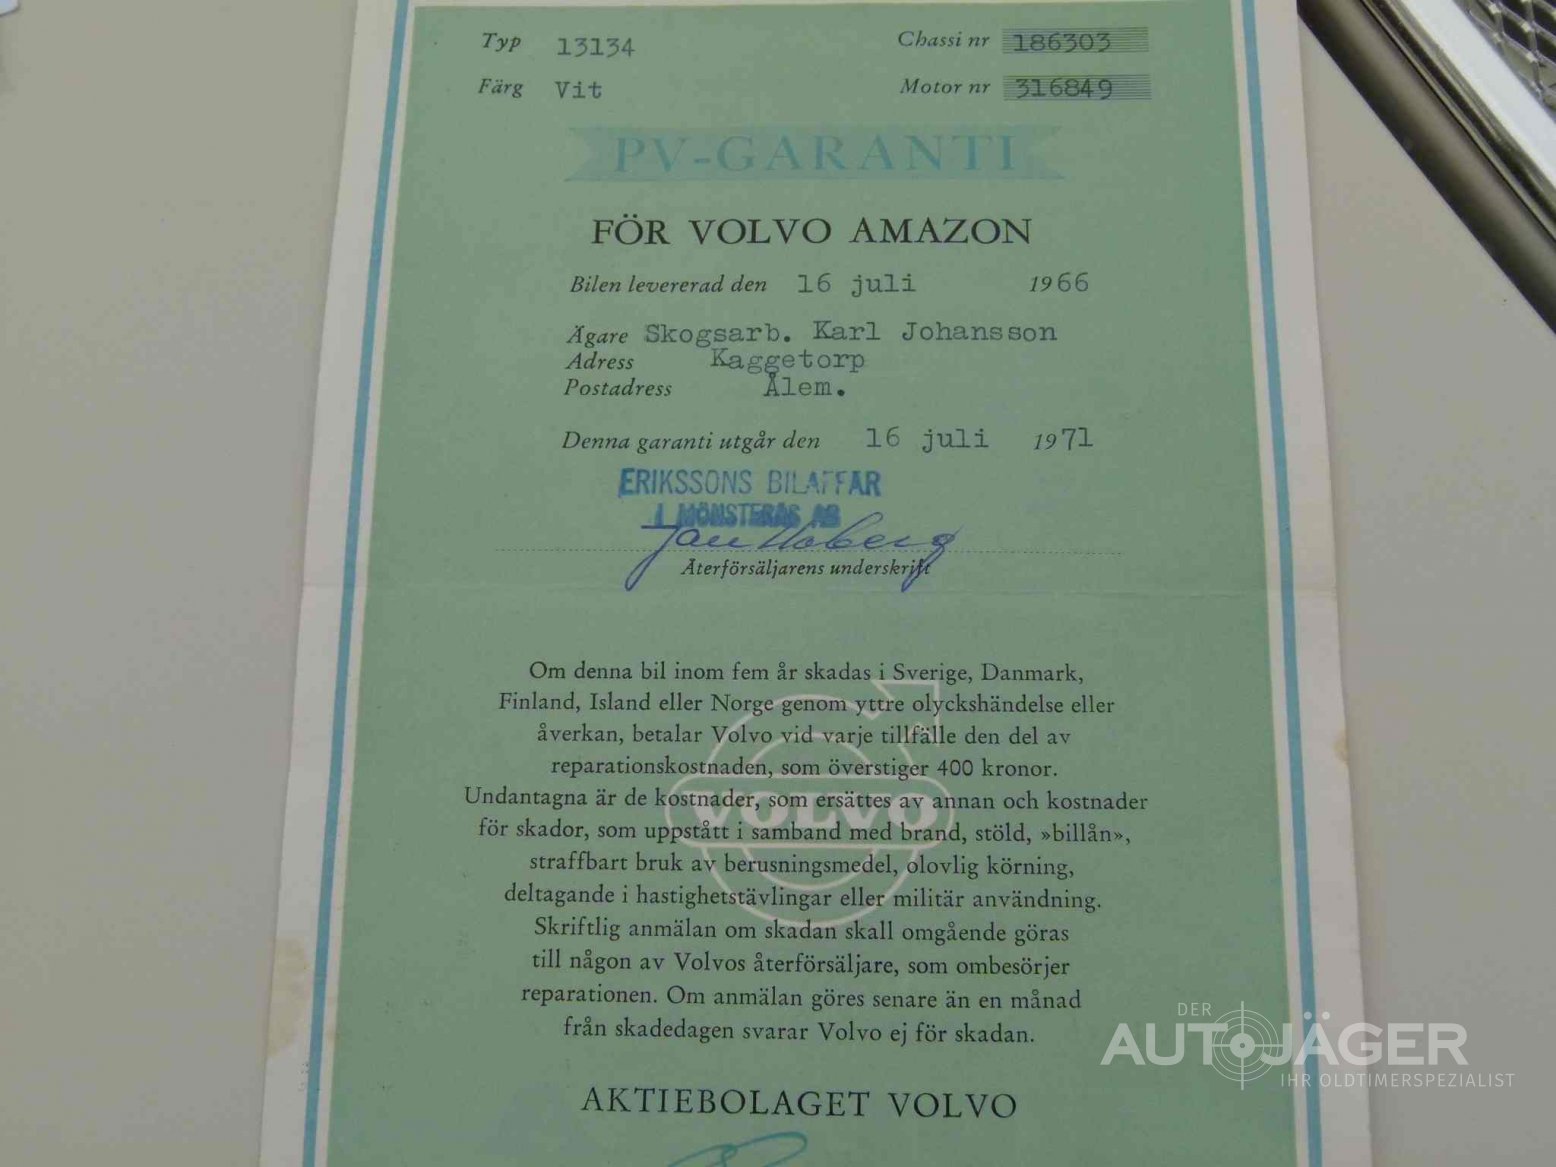 Typ 13134 Chassi nr 186303
Färg Vit Motor nr 316849
PV-GARANTI
FÖR VOLVO AMAZON
Bilen levererad den 16 juli 1966
Ägare Skogsarb. Karl Johansson
Adress Kaggetorp
Postadress Ålem.
Denna garanti utgår den 16 juli 1971
ERIKSSONS BILAFFÄR
I MÖNSTERÅS AB
Återförsäljarens underskrift
Om denna bil inom fem år skadas i Sverige, Danmark,
Finland, Island eller Norge genom yttre olyckshändelse eller
åverkan, betalar Volvo vid varje tillfälle den del av
reparationskostnaden, som överstiger 400 kronor.
Undantagna är de kostnader, som ersättes av annan och kostnader
för skador, som uppstått i samband med brand, stöld, »billån»,
straffbart bruk av berusningsmedel, olovlig körning,
deltagande i hastighetstävlingar eller militär användning.
Skriftlig anmälan om skadan skall omgående göras
till någon av Volvos återförsäljare, som ombesörjer
reparationen. Om anmälan göres senare än en månad
från skadedagen svarar Volvo ej för skadan.
VOLVO
AKTIEBOLAGET VOLVO
DER
AUTOJÄGER
IHR OLDTIMERSPEZIALIST